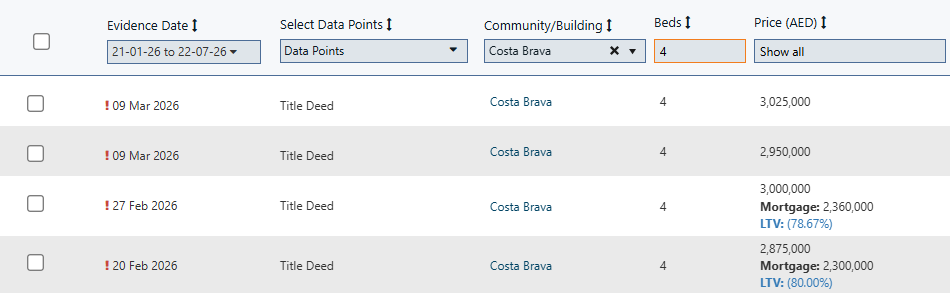 Evidence Date Select Data Points Community/Building Beds Price (AED)
21-01-26 to 22-07-26 Data Points Costa Brava 4 Show all
! 09 Mar 2026 Title Deed Costa Brava 4 3,025,000
! 09 Mar 2026 Title Deed Costa Brava 4 2,950,000
! 27 Feb 2026 Title Deed Costa Brava 4 3,000,000
Mortgage: 2,360,000
LTV: (78.67%)
! 20 Feb 2026 Title Deed Costa Brava 4 2,875,000
Mortgage: 2,300,000
LTV: (80.00%)